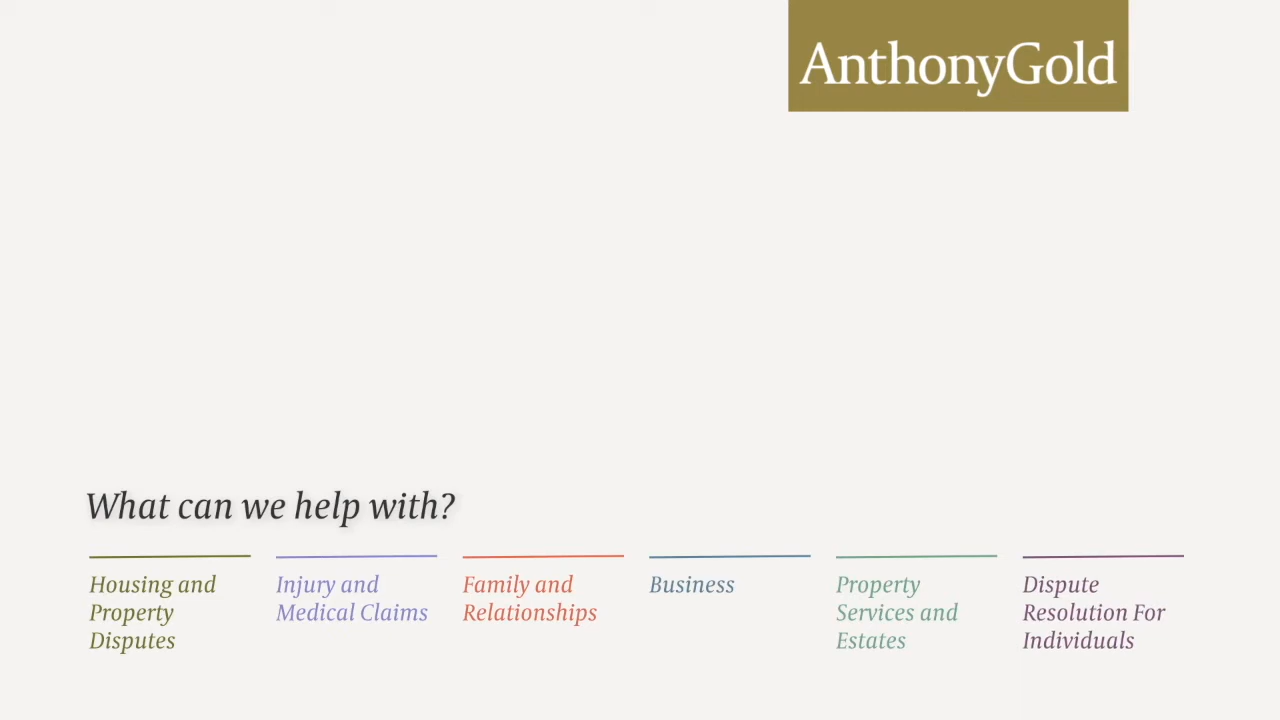 AnthonyGold
What can we help with?
Housing and
Property
Disputes
Injury and
Medical Claims
Family and
Relationships
Business
Property
Services and
Estates
Dispute
Resolution For
Individuals